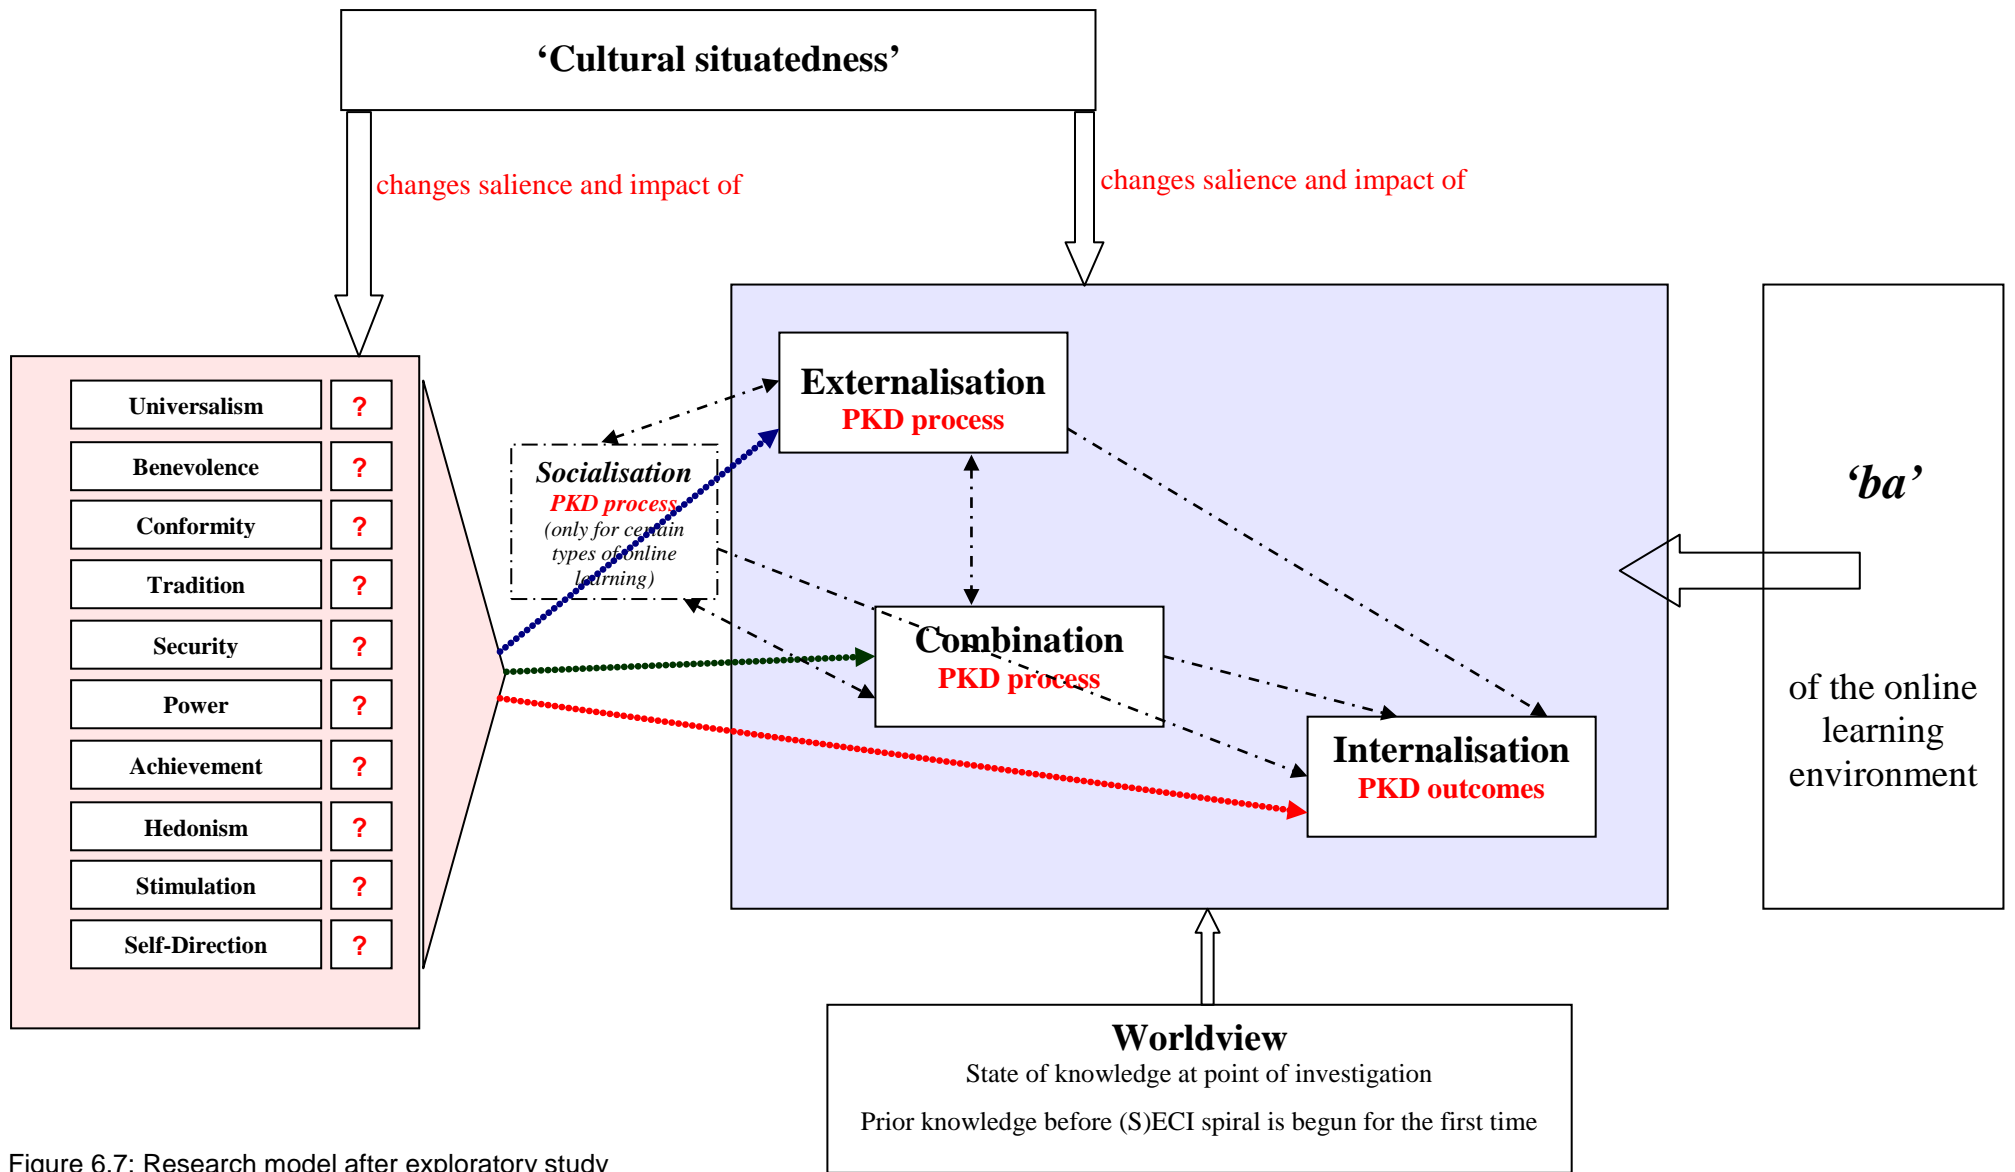 ‘Cultural situatedness’
changes salience and impact of
changes salience and impact of
Universalism ?
Benevolence ?
Conformity ?
Tradition ?
Security ?
Power ?
Achievement ?
Hedonism ?
Stimulation ?
Self-Direction ?
Socialisation
PKD process
(only for certain
types of online
learning)
Externalisation
PKD process
Combination
PKD process
Internalisation
PKD outcomes
‘ba’
of the online
learning
environment
Worldview
State of knowledge at point of investigation
Prior knowledge before (S)ECI spiral is begun for the first time
Figure 6.7: Research model after exploratory study